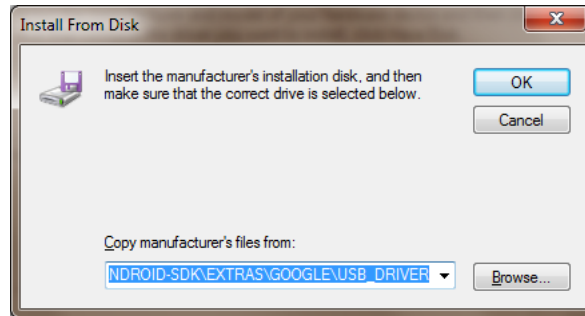 Install From Disk
Insert the manufacturer's installation disk, and then
make sure that the correct drive is selected below.
OK
Cancel
Copy manufacturer's files from:
NDROID-SDK\EXTRAS\GOOGLE\USB_DRIVER
Browse...